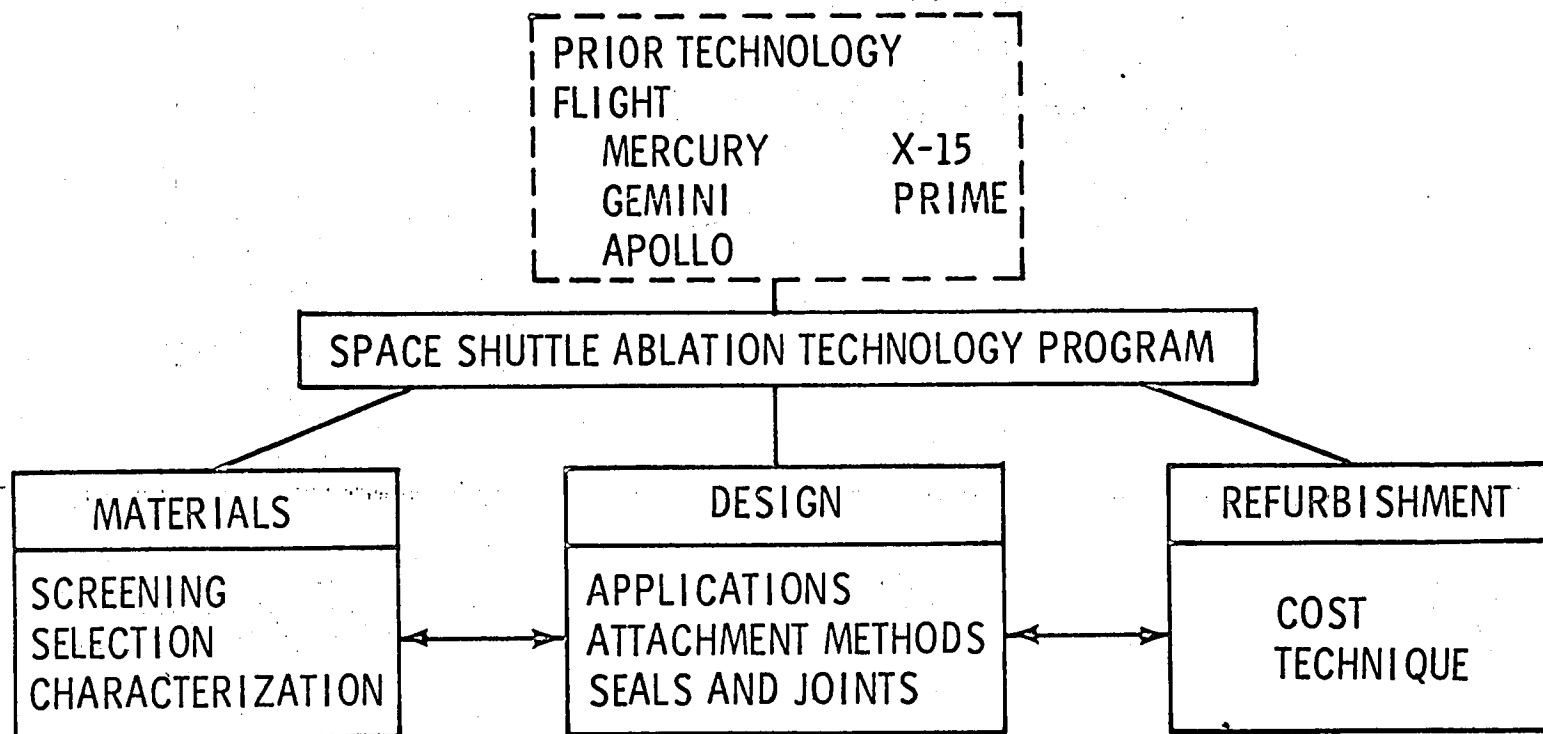 PRIOR TECHNOLOGY
FLIGHT
MERCURY X-15
GEMINI PRIME
APOLLO
SPACE SHUTTLE ABLATION TECHNOLOGY PROGRAM
MATERIALS
SCREENING
SELECTION
CHARACTERIZATION
DESIGN
APPLICATIONS
ATTACHMENT METHODS
SEALS AND JOINTS
REFURBISHMENT
COST
TECHNIQUE